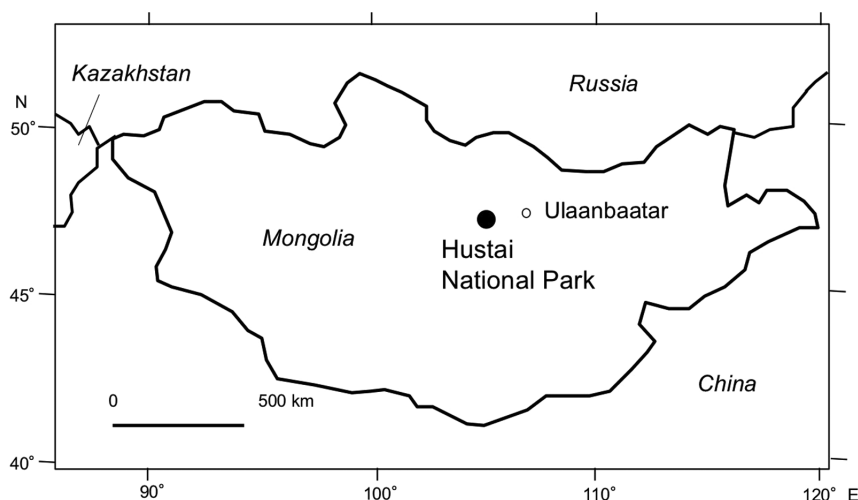 Kazakhstan
Russia
N
50°
Ulaanbaatar
Mongolia
Hustai
National Park
45°
China
0 500 km
40°
90° 100° 110° 120° E